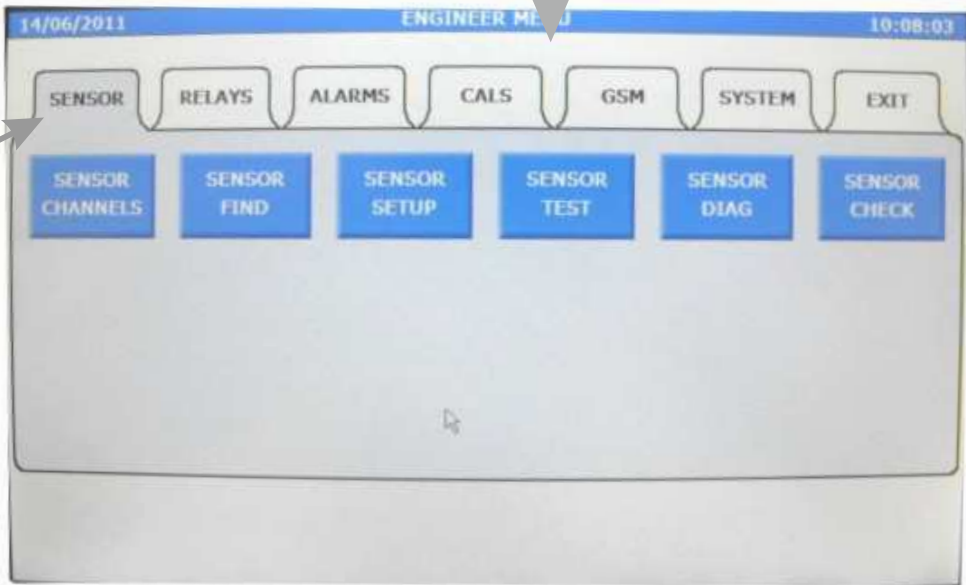 14/06/2011 ENGINEER MENU 10:08:03
SENSOR RELAYS ALARMS CALS GSM SYSTEM EXIT
SENSOR CHANNELS
SENSOR FIND
SENSOR SETUP
SENSOR TEST
SENSOR DIAG
SENSOR CHECK